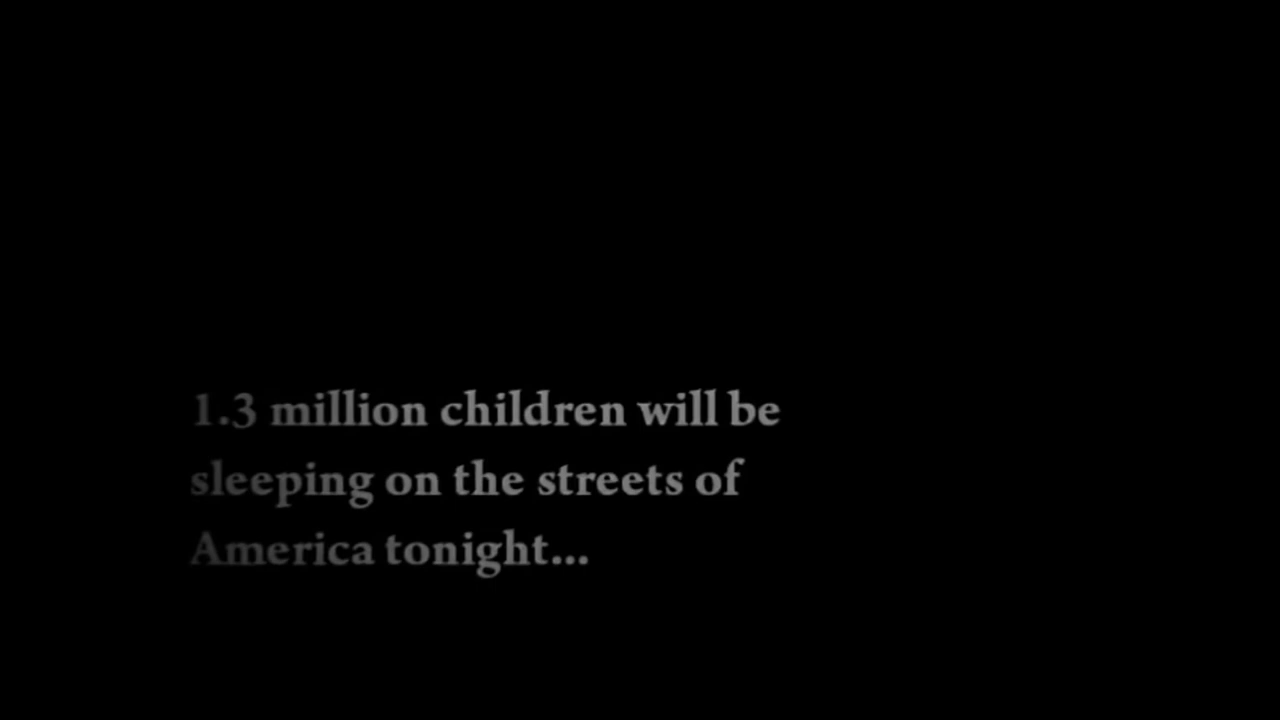 1.3 million children will be
sleeping on the streets of
America tonight...